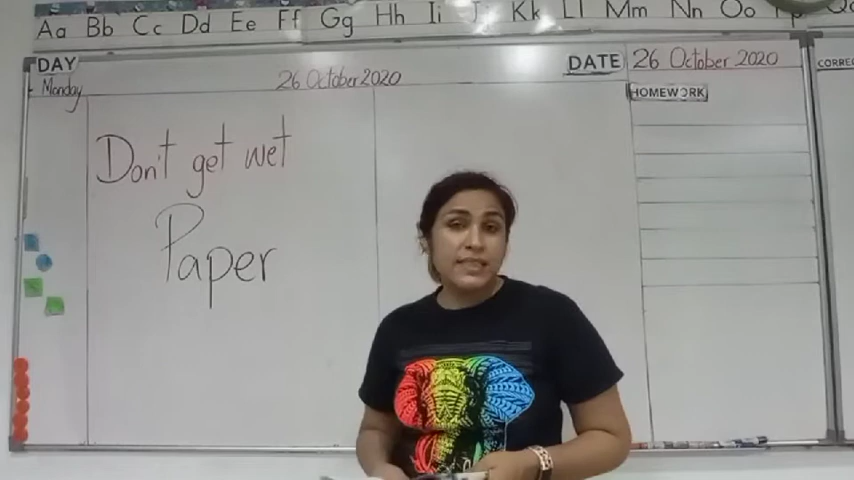 Aa Bb Cc Dd Ee Ff Gg Hh Ii Jj Kk Ll Mm Nn Oo Pp
DAY
Monday
26 October 2020
DATE 26 October 2020
HOMEWORK
Don't get wet
Paper